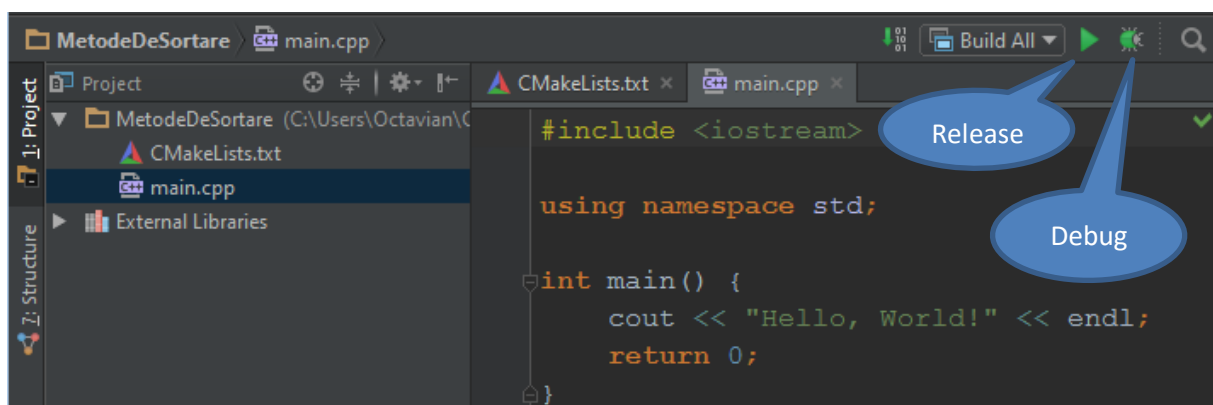 MetodeDeSortare main.cpp
Build All
1: Project
Project
CMakeLists.txt
main.cpp
MetodeDeSortare (C:\Users\Octavian\C
CMakeLists.txt
main.cpp
External Libraries
7: Structure
#include <iostream>
using namespace std;
int main() {
cout << "Hello, World!" << endl;
return 0;
}
Release
Debug